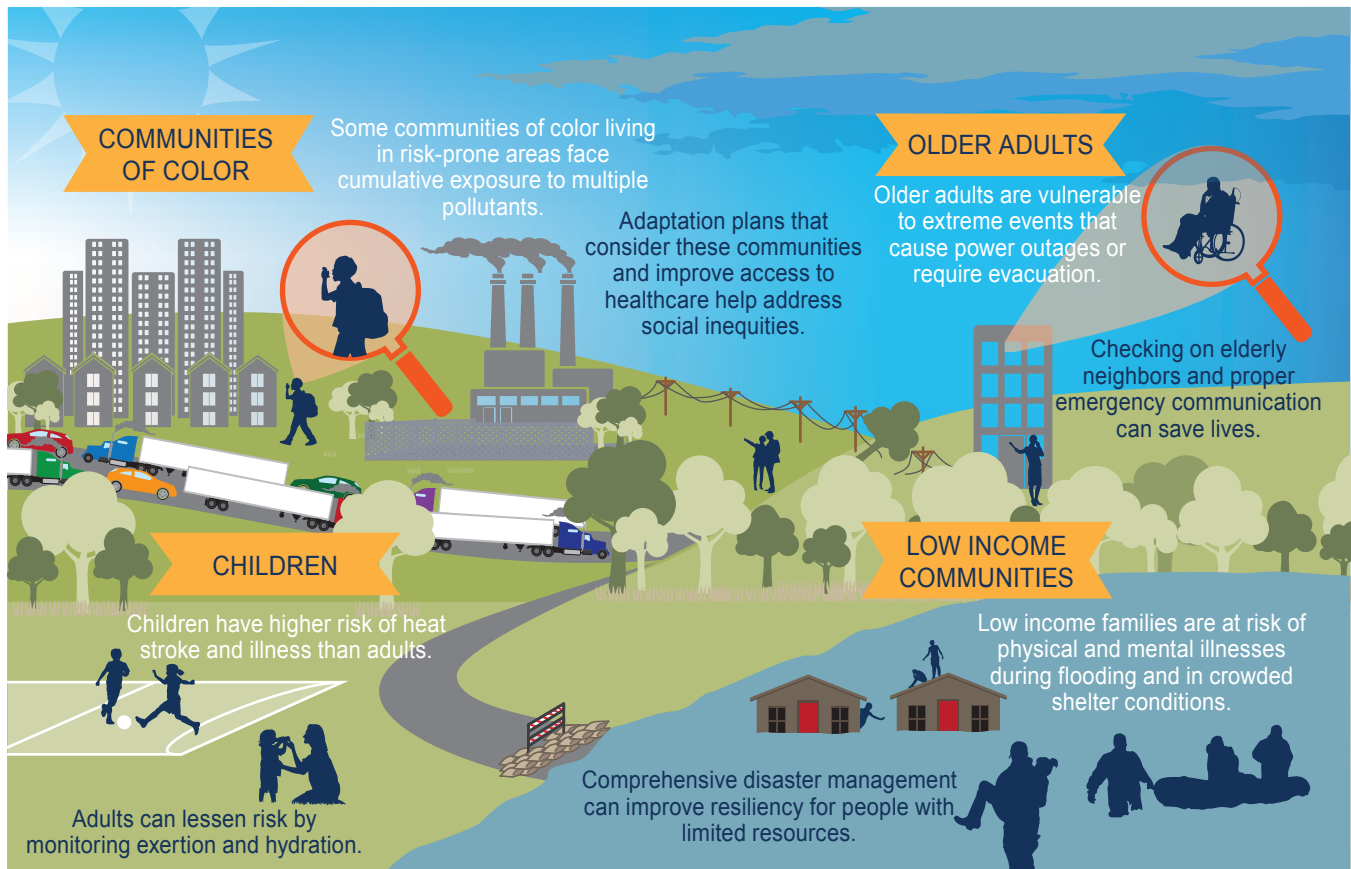 COMMUNITIES
OF COLOR
Some communities of color living
in risk-prone areas face
cumulative exposure to multiple
pollutants.
Adaptation plans that
consider these communities
and improve access to
healthcare help address
social inequities.
OLDER ADULTS
Older adults are vulnerable
to extreme events that
cause power outages or
require evacuation.
Checking on elderly
neighbors and proper
emergency communication
can save lives.
CHILDREN
Children have higher risk of heat
stroke and illness than adults.
Adults can lessen risk by
monitoring exertion and hydration.
LOW INCOME
COMMUNITIES
Low income families are at risk of
physical and mental illnesses
during flooding and in crowded
shelter conditions.
Comprehensive disaster management
can improve resiliency for people with
limited resources.